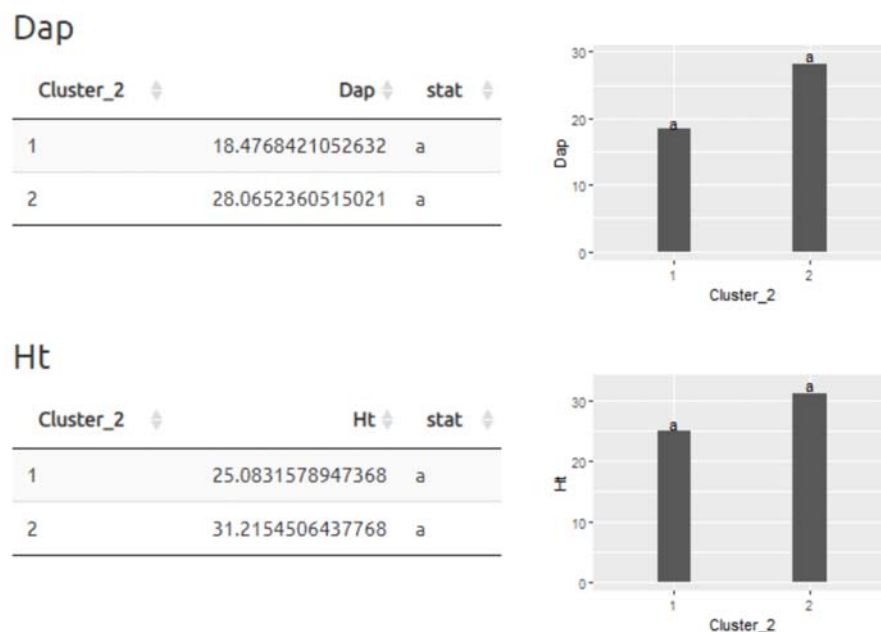 Dap
Cluster_2 Dap stat
1 18.4768421052632 a
2 28.0652360515021 a
30
20
10
0
Dap
a
a
1 2
Cluster_2
Ht
Cluster_2 Ht stat
1 25.0831578947368 a
2 31.2154506437768 a
30
20
10
0
Ht
a
a
1 2
Cluster_2